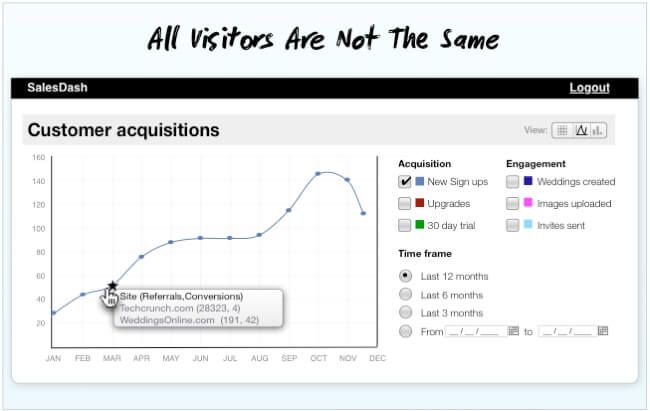 All Visitors Are Not The Same
SalesDash
Logout
Customer acquisitions
View:
160
140
120
100
80
60
40
20
JAN FEB MAR APR MAY JUN JUL AUG SEP OCT NOV DEC
Site (Referrals,Conversions)
Techcrunch.com (28323, 4)
WeddingsOnline.com (191, 42)
Acquisition
New Sign ups
Upgrades
30 day trial
Engagement
Weddings created
Images uploaded
Invites sent
Time frame
Last 12 months
Last 6 months
Last 3 months
From __/__/____ to __/__/____